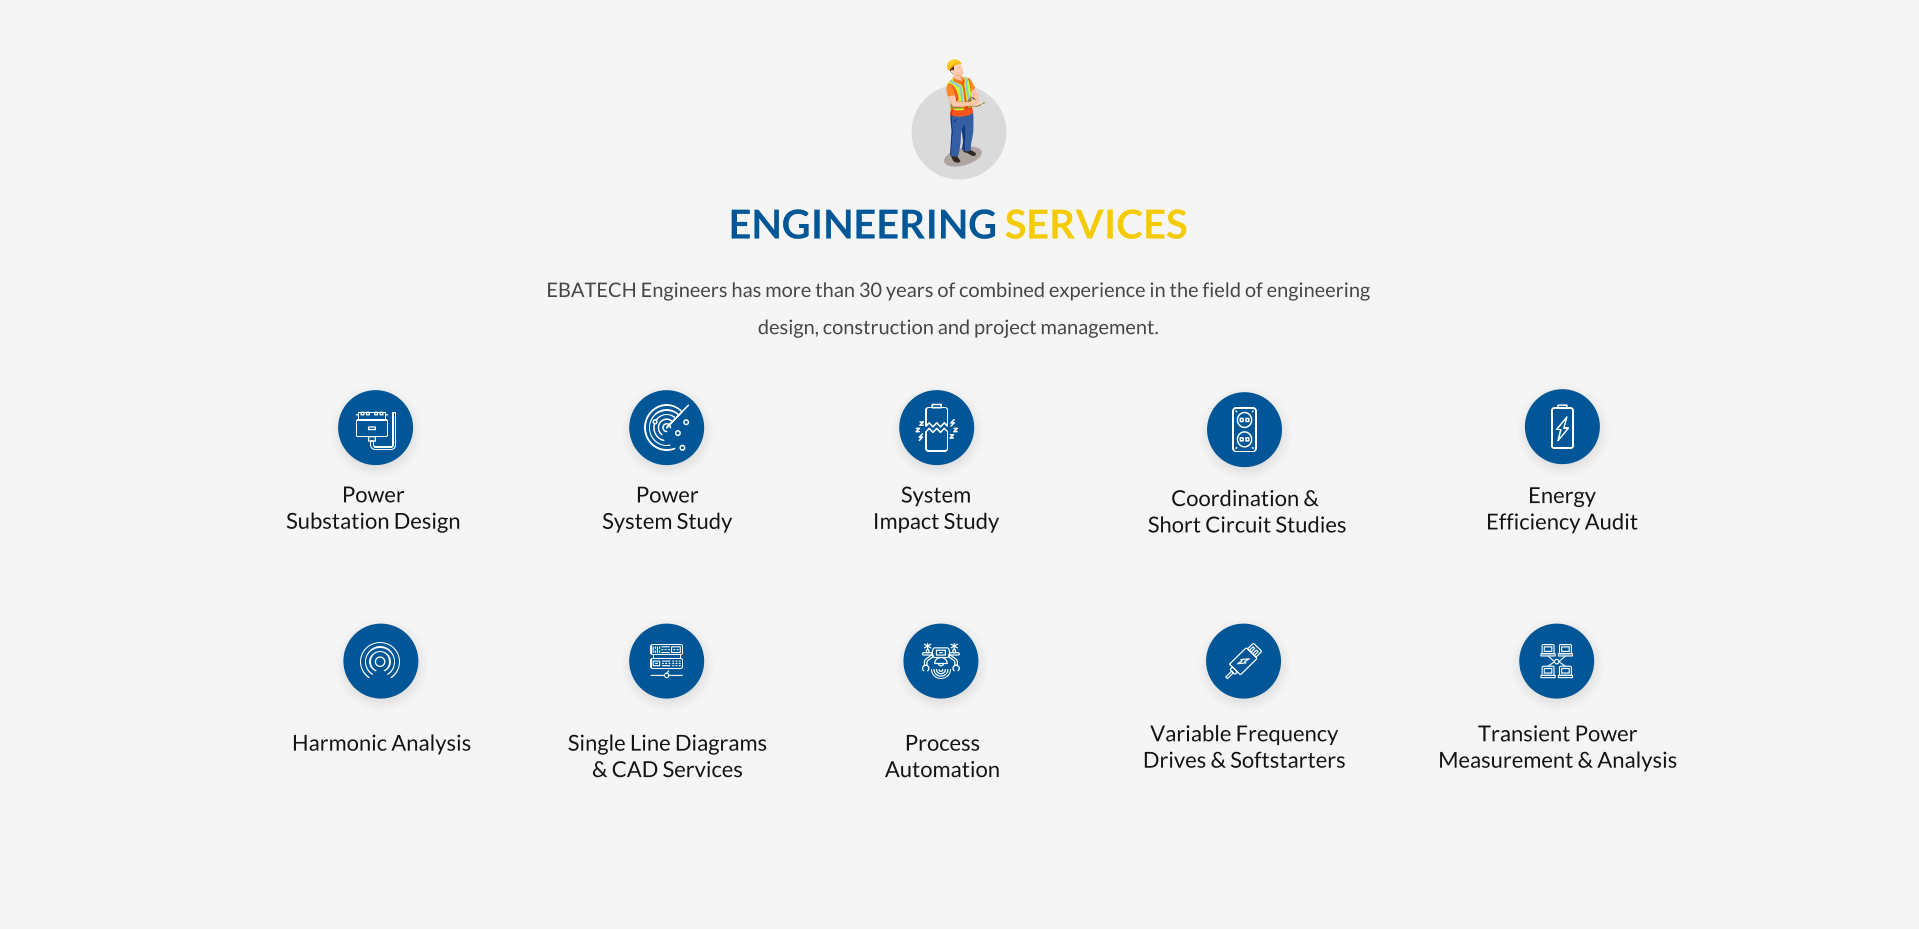 ENGINEERING SERVICES
EBATECH Engineers has more than 30 years of combined experience in the field of engineering
design, construction and project management.
Power
Substation Design
Power
System Study
System
Impact Study
Coordination &
Short Circuit Studies
Energy
Efficiency Audit
Harmonic Analysis
Single Line Diagrams
& CAD Services
Process
Automation
Variable Frequency
Drives & Softstarters
Transient Power
Measurement & Analysis